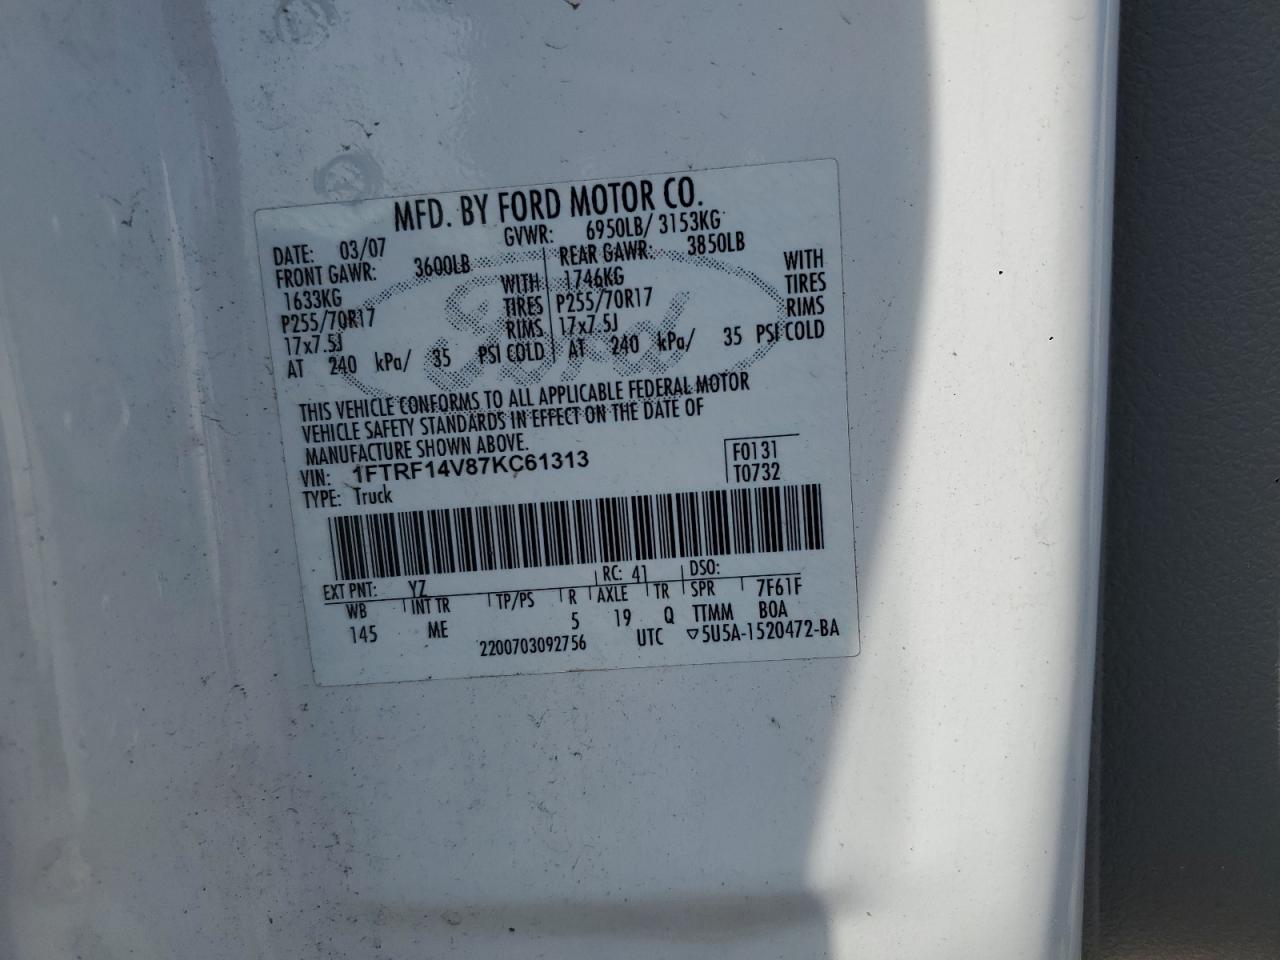 MFD. BY FORD MOTOR CO.
DATE: 03/07 GVWR: 6950LB/ 3153KG
FRONT GAWR: 3600LB REAR GAWR: 3850LB
1633KG WITH 1746KG WITH
P255/70R17 TIRES P255/70R17 TIRES
17x7.5J RIMS 17x7.5J RIMS
AT 240 kPa/ 35 PSI COLD AT 240 kPa/ 35 PSI COLD
Ford
THIS VEHICLE CONFORMS TO ALL APPLICABLE FEDERAL MOTOR
VEHICLE SAFETY STANDARDS IN EFFECT ON THE DATE OF
MANUFACTURE SHOWN ABOVE.
VIN: 1FTRF14V87KC61313 F0131
TYPE: Truck T0732
EXT PNT: YZ RC: 41 DSO:
WB INT TR TP/PS R AXLE TR SPR 7F61F
145 ME 5 19 Q TTMM BOA
2200703092756 UTC ▽5U5A-1520472-BA